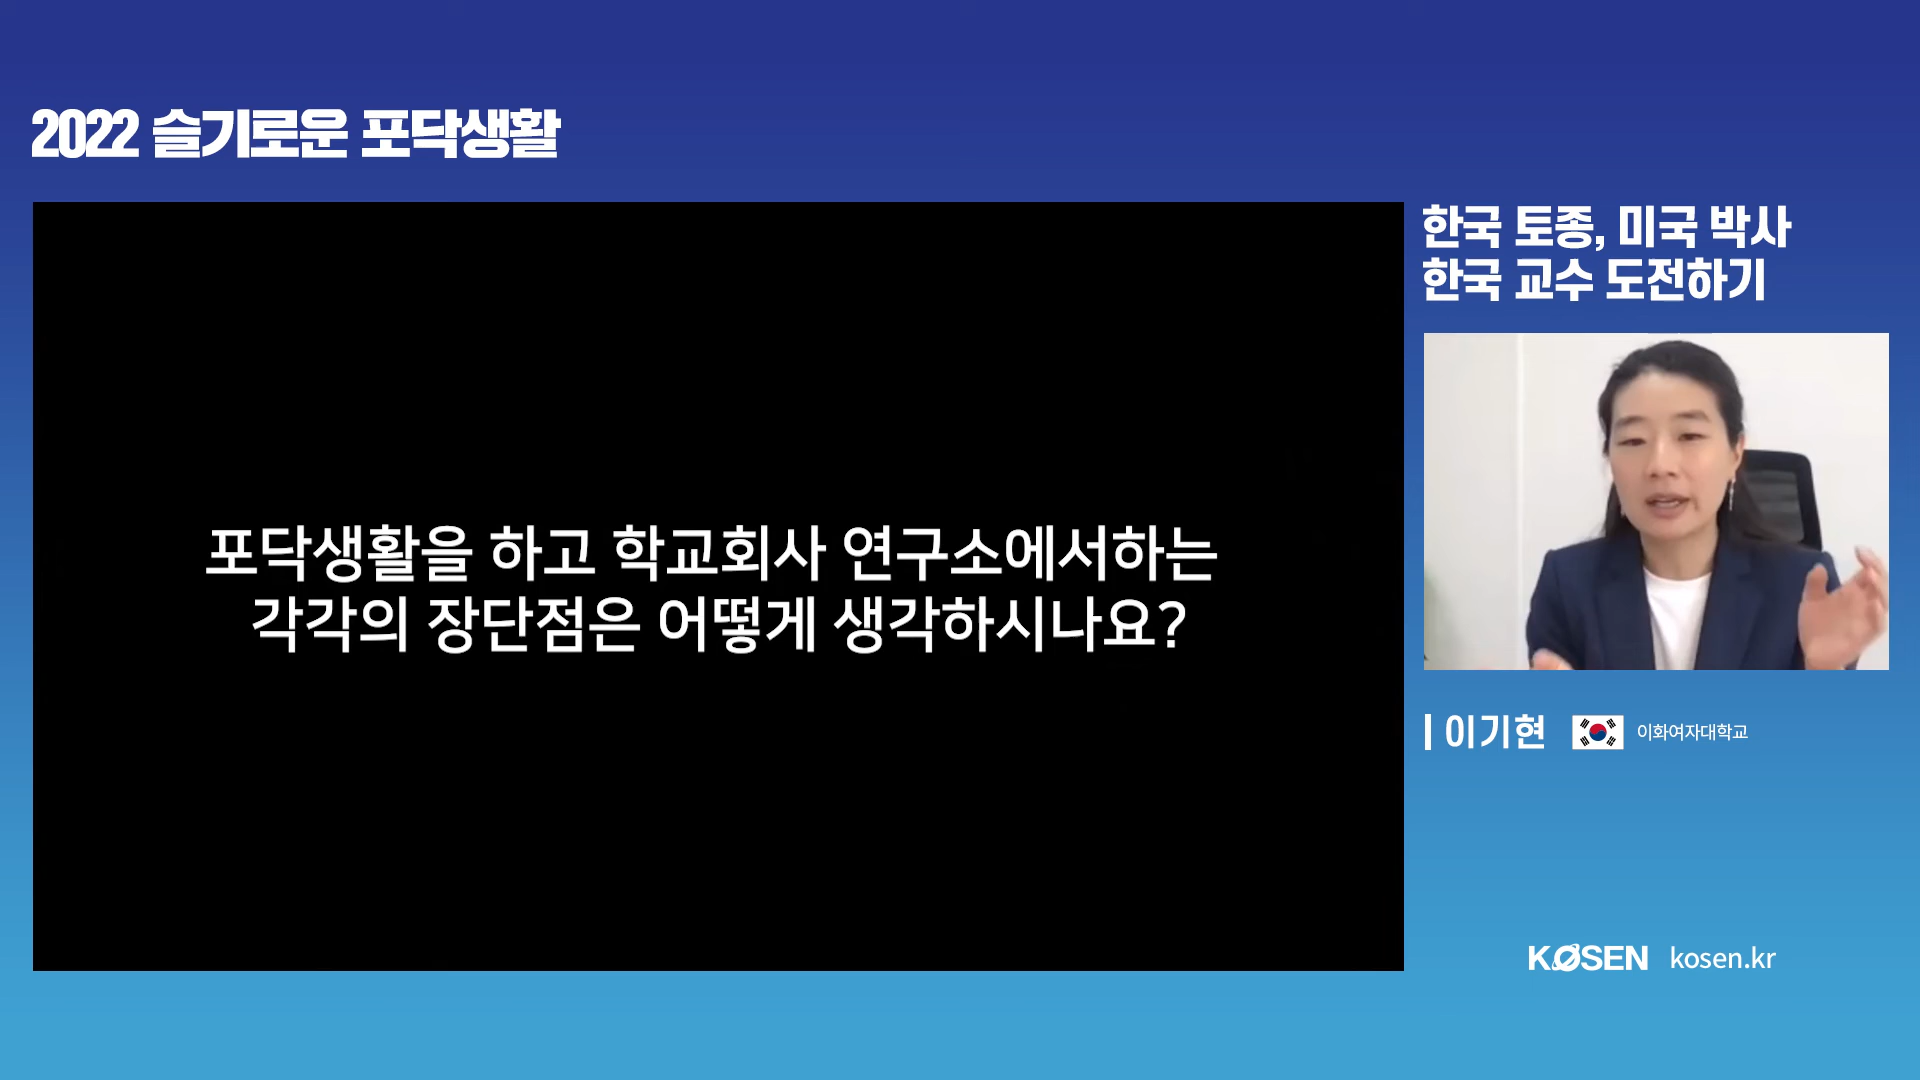 2022 슬기로운 포닥생활
포닥생활을 하고 학교회사 연구소에서하는
각각의 장단점은 어떻게 생각하시나요?
한국 토종, 미국 박사
한국 교수 도전하기
이기현 이화여자대학교
KOSEN kosen.kr